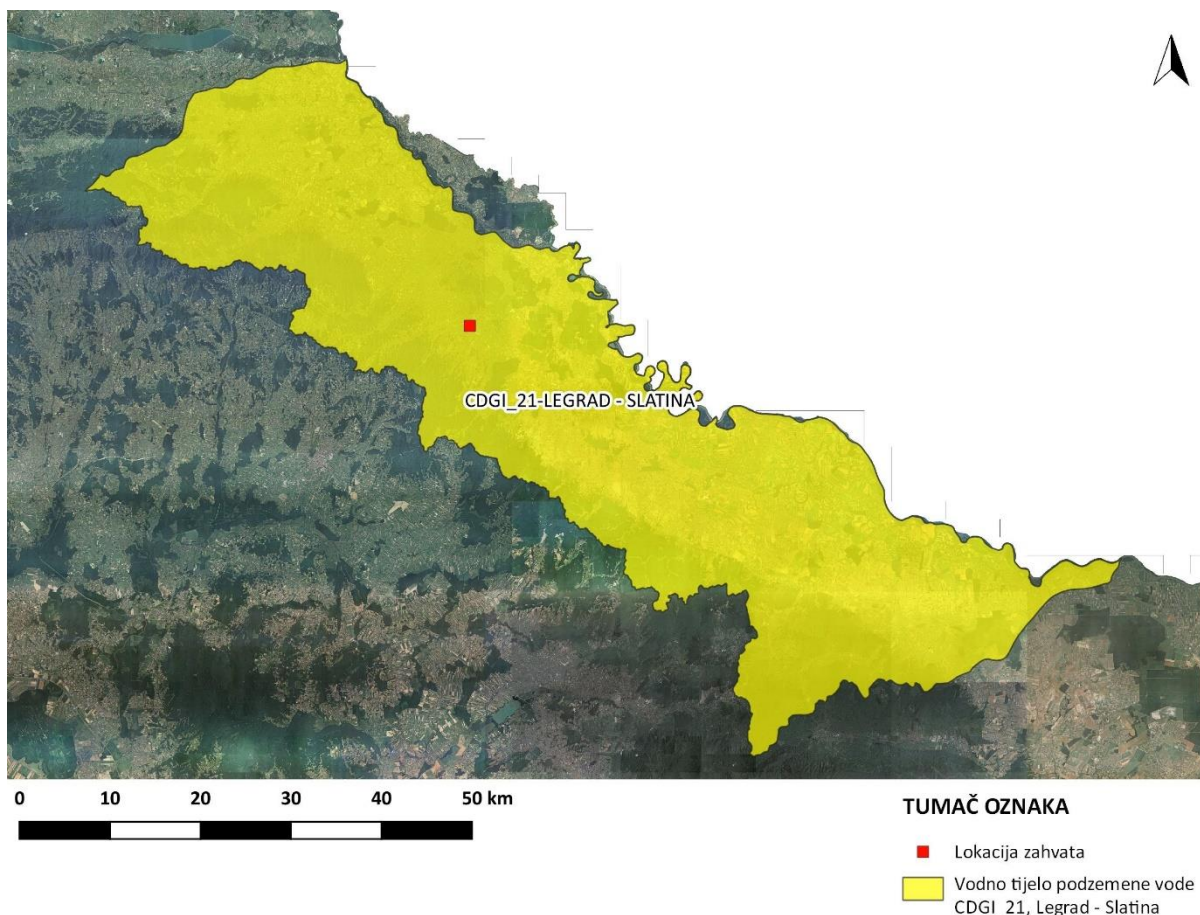 CDGI_21-LEGRAD - SLATINA
0 10 20 30 40 50 km
TUMAČ OZNAKA
Lokacija zahvata
Vodno tijelo podzemene vode
CDGI_21, Legrad - Slatina